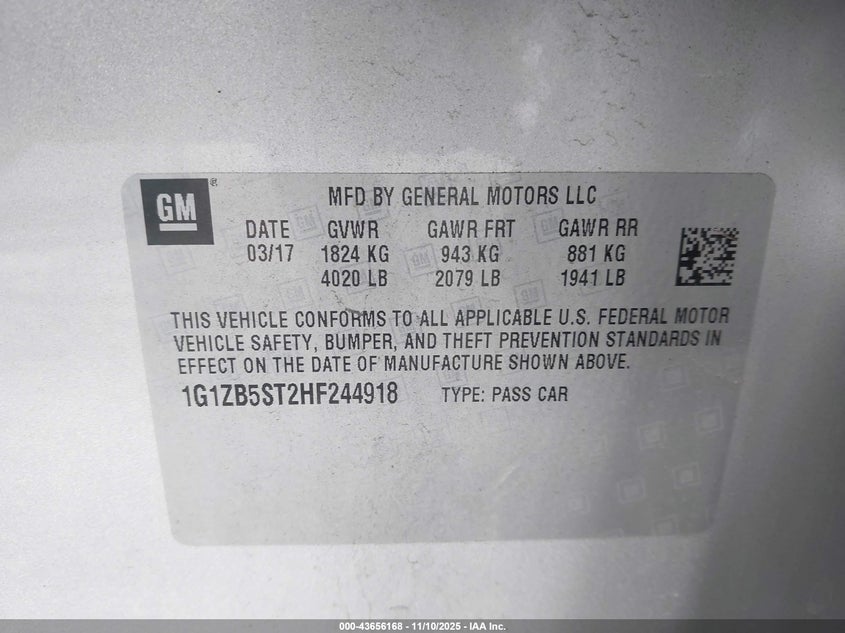 GM
MFD BY GENERAL MOTORS LLC
DATE GVWR GAWR FRT GAWR RR
03/17 1824 KG 943 KG 881 KG
4020 LB 2079 LB 1941 LB
THIS VEHICLE CONFORMS TO ALL APPLICABLE U.S. FEDERAL MOTOR
VEHICLE SAFETY, BUMPER, AND THEFT PREVENTION STANDARDS IN
EFFECT ON THE DATE OF MANUFACTURE SHOWN ABOVE.
1G1ZB5ST2HF244918 TYPE: PASS CAR
000-43656168 - 11/10/2025 - IAA Inc.